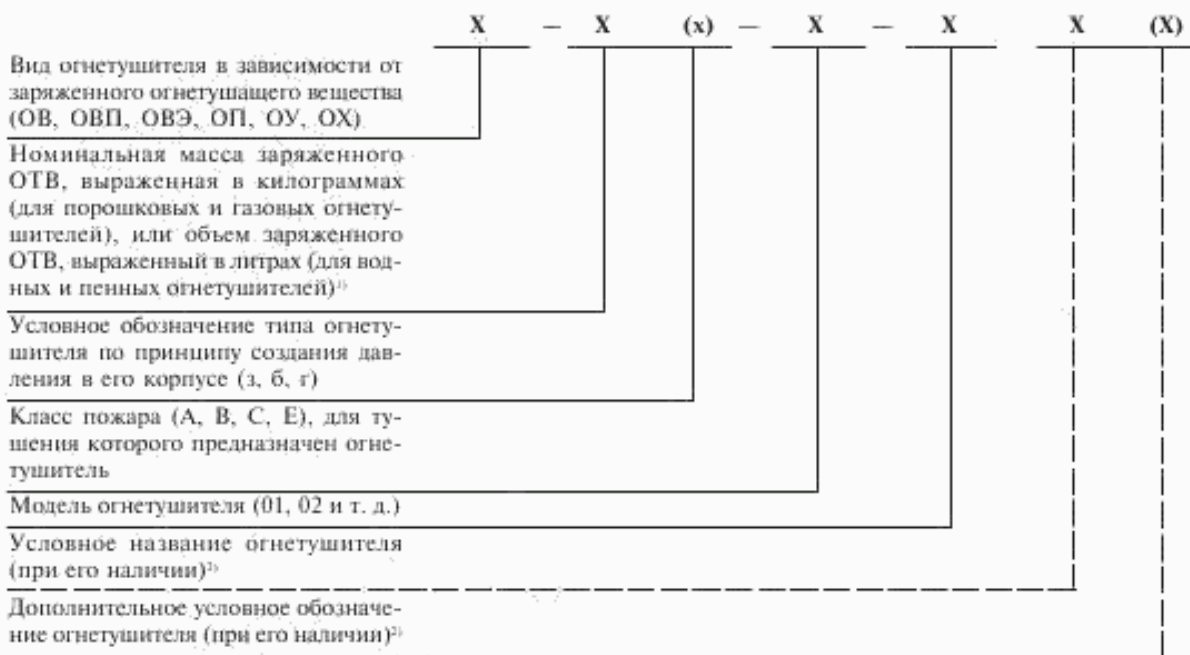 X — X (x) — X — X X (X)
Вид огнетушителя в зависимости от
заряженного огнетушащего вещества
(ОВ, ОВП, ОВЭ, ОП, ОУ, ОХ)
Номинальная масса заряженного
ОТВ, выраженная в килограммах
(для порошковых и газовых огнету-
шителей), или объем заряженного
ОТВ, выраженный в литрах (для вод-
ных и пенных огнетушителей)¹⁾
Условное обозначение типа огнету-
шителя по принципу создания дав-
ления в его корпусе (з, б, г)
Класс пожара (А, В, С, Е), для ту-
шения которого предназначен огне-
тушитель
Модель огнетушителя (01, 02 и т. д.)
Условное название огнетушителя
(при его наличии)²⁾
Дополнительное условное обозначе-
ние огнетушителя (при его наличии)²⁾